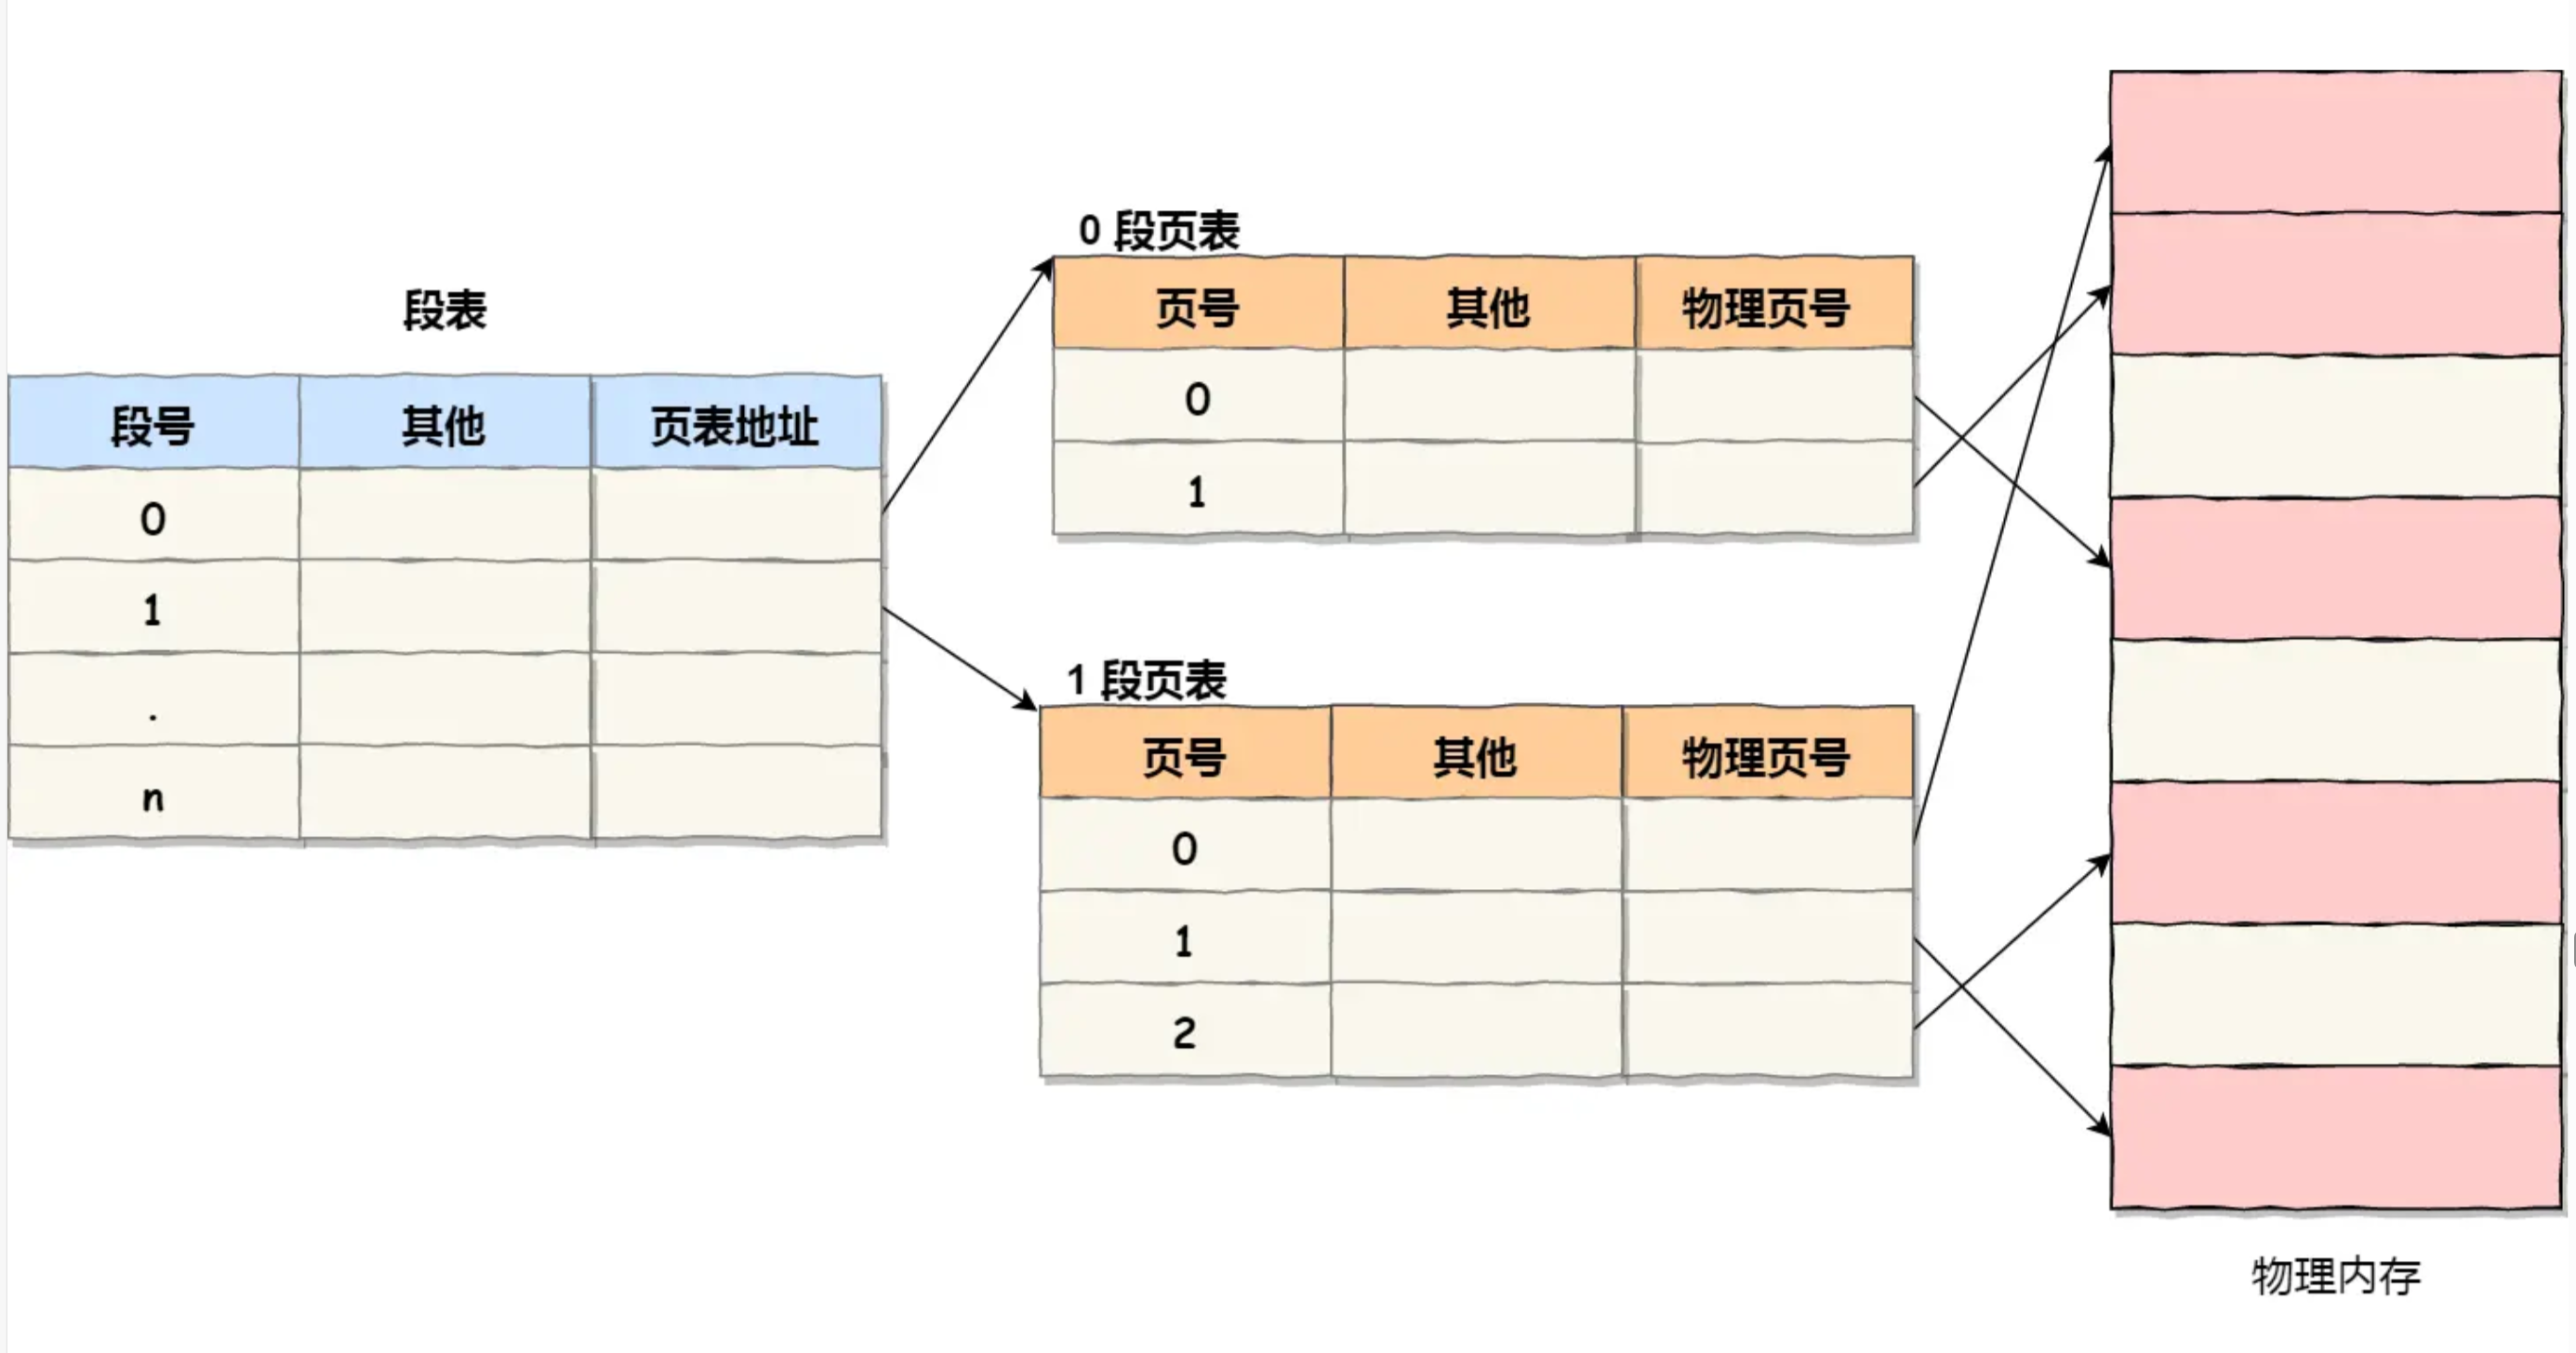 段表
段号 其他 页表地址
0
1
.
n
0 段页表
页号 其他 物理页号
0
1
1 段页表
页号 其他 物理页号
0
1
2
物理内存